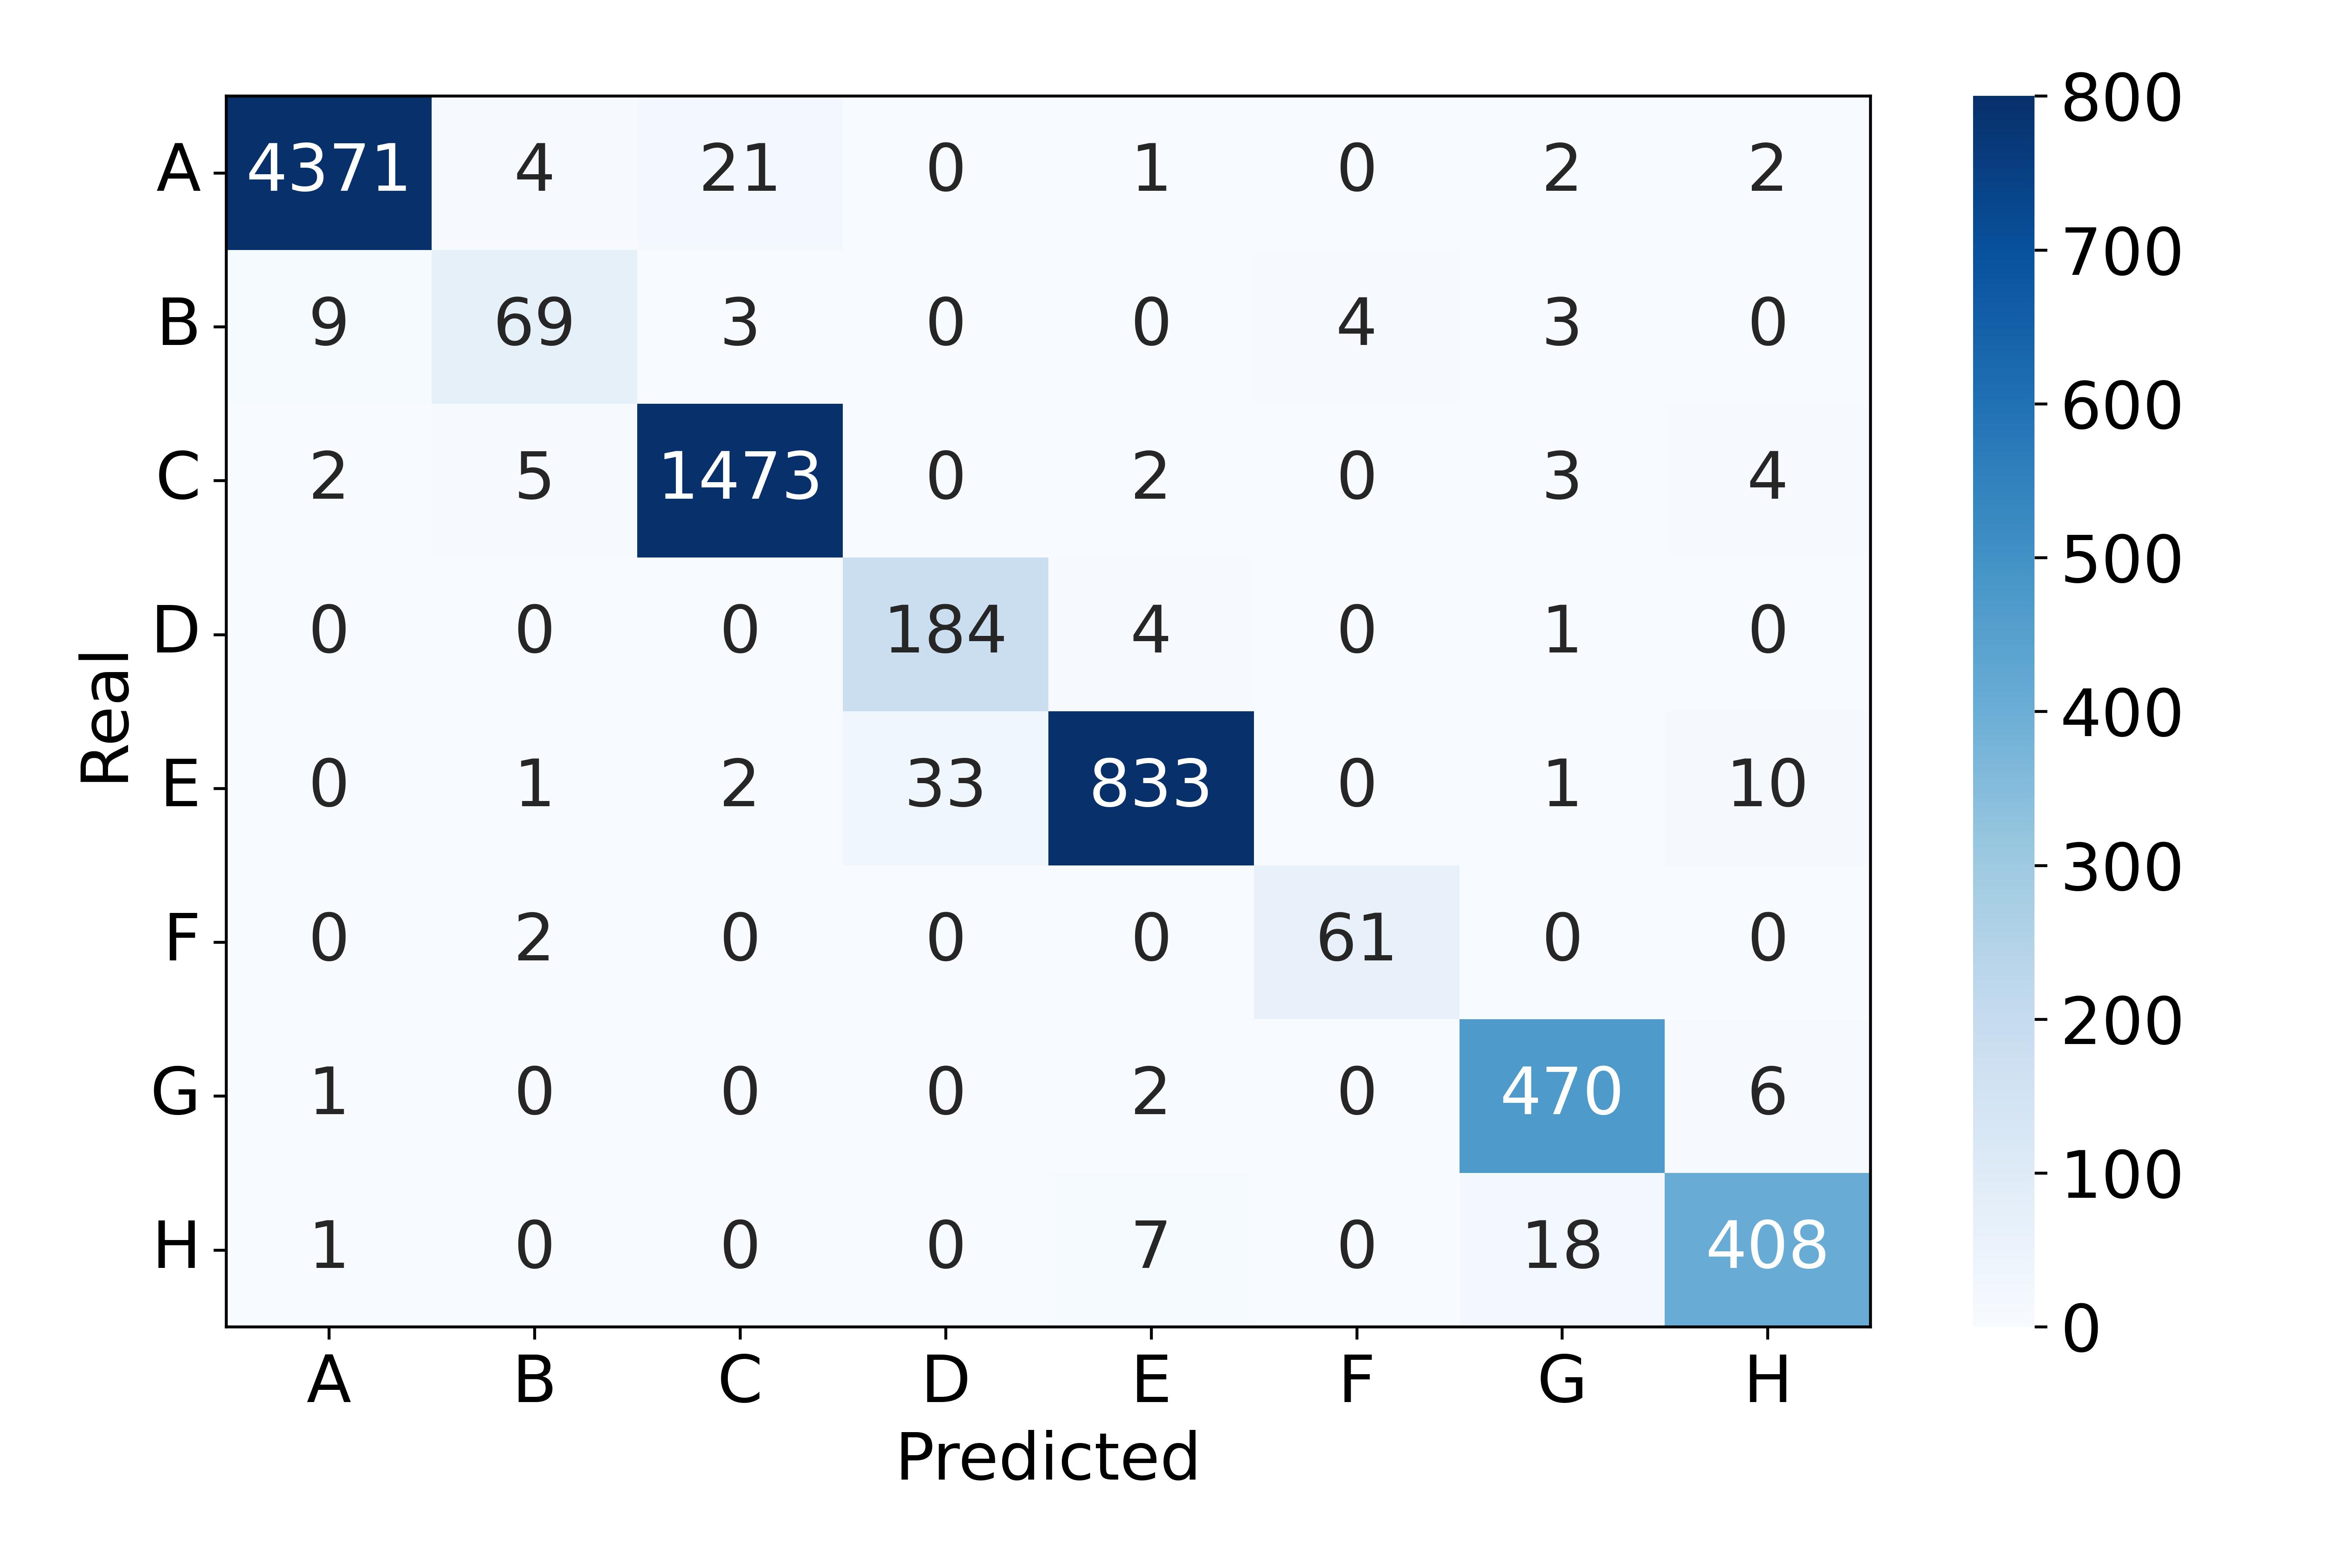 A 4371 4 21 0 1 0 2 2
B 9 69 3 0 0 4 3 0
C 2 5 1473 0 2 0 3 4
D 0 0 0 184 4 0 1 0
E 0 1 2 33 833 0 1 10
F 0 2 0 0 0 61 0 0
G 1 0 0 0 2 0 470 6
H 1 0 0 0 7 0 18 408
A B C D E F G H
Predicted
Real
800
700
600
500
400
300
200
100
0